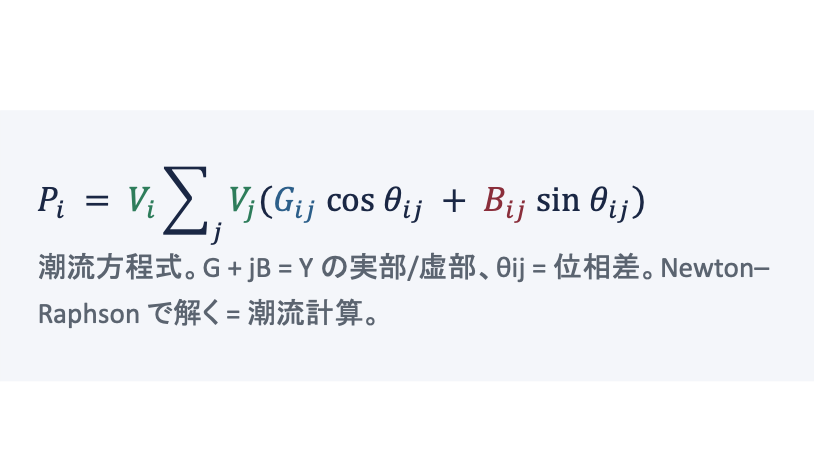 P_i = V_i ∑_j V_j(G_ij cos θ_ij + B_ij sin θ_ij)
潮流方程式。G + jB = Y の実部/虚部、θij = 位相差。Newton–
Raphson で解く = 潮流計算。